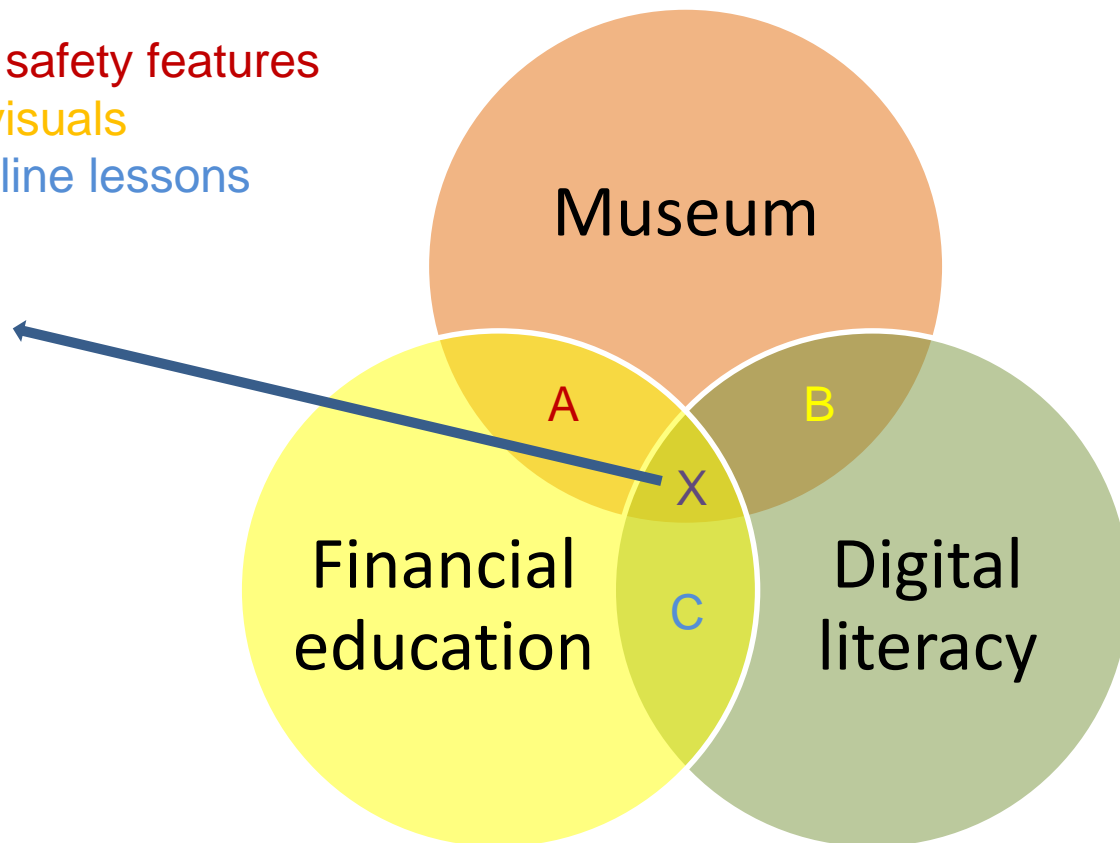 safety features
visuals
line lessons
Museum
A
B
X
Financial
education
C
Digital
literacy